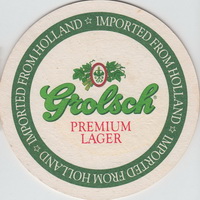 ☆ IMPORTED FROM HOLLAND ☆ IMPORTED FROM HOLLAND ☆ IMPORTED FROM HOLLAND
Grolsch
PREMIUM
LAGER